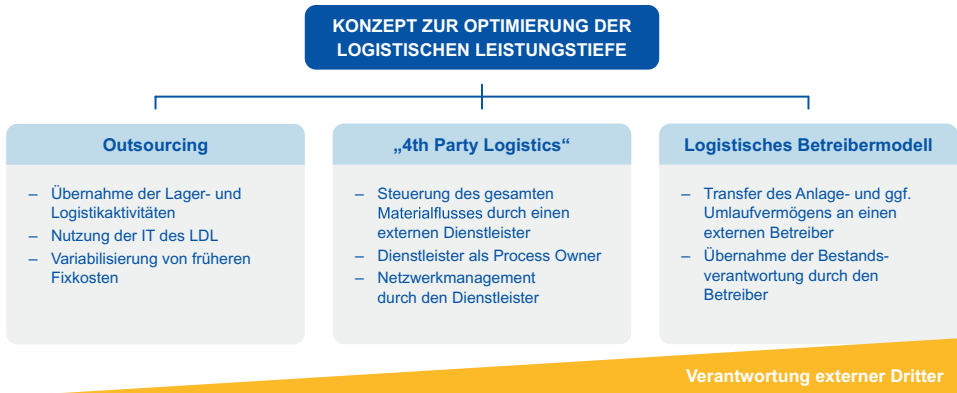 KONZEPT ZUR OPTIMIERUNG DER
LOGISTISCHEN LEISTUNGSTIEFE
Outsourcing
– Übernahme der Lager- und
Logistikaktivitäten
– Nutzung der IT des LDL
– Variabilisierung von früheren
Fixkosten
„4th Party Logistics“
– Steuerung des gesamten
Materialflusses durch einen
externen Dienstleister
– Dienstleister als Process Owner
– Netzwerkmanagement
durch den Dienstleister
Logistisches Betreibermodell
– Transfer des Anlage- und ggf.
Umlaufvermögens an einen
externen Betreiber
– Übernahme der Bestands-
verantwortung durch den
Betreiber
Verantwortung externer Dritter